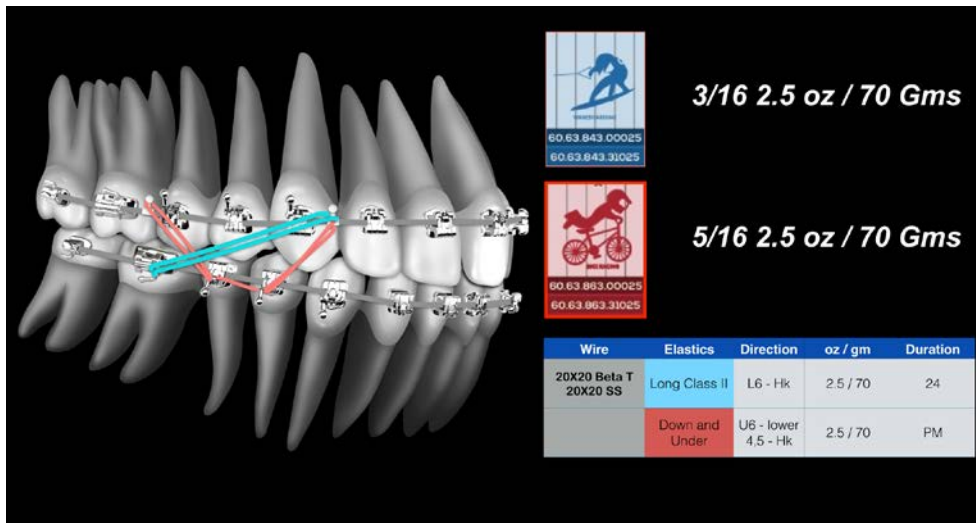 3/16 2.5 oz / 70 Gms
60.63.843.00025
60.63.843.31025
5/16 2.5 oz / 70 Gms
60.63.863.00025
60.63.863.31025
Wire Elastics Direction oz / gm Duration
20X20 Beta T
20X20 SS
Long Class II L6 - Hk 2.5 / 70 24
Down and
Under
U6 - lower
4,5 - Hk
2.5 / 70 PM